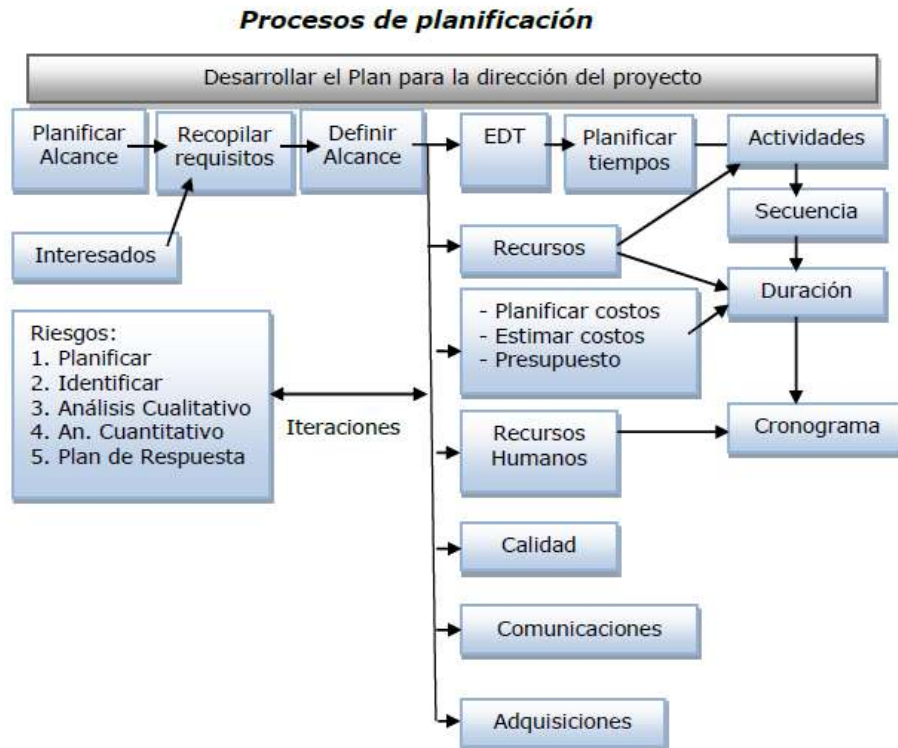 Procesos de planificación
Desarrollar el Plan para la dirección del proyecto
Planificar
Alcance
Recopilar
requisitos
Definir
Alcance
EDT
Planificar
tiempos
Actividades
Interesados
Recursos
Secuencia
Duración
- Planificar costos
- Estimar costos
- Presupuesto
Riesgos:
1. Planificar
2. Identificar
3. Análisis Cualitativo
4. An. Cuantitativo
5. Plan de Respuesta
Iteraciones
Recursos
Humanos
Cronograma
Calidad
Comunicaciones
Adquisiciones